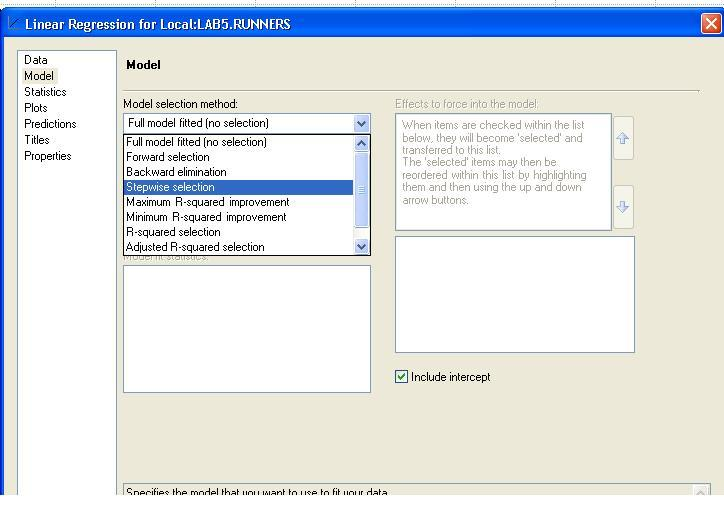 Linear Regression for Local:LAB5.RUNNERS
Data
Model
Statistics
Plots
Predictions
Titles
Properties
Model
Model selection method:
Full model fitted (no selection)
Full model fitted (no selection)
Forward selection
Backward elimination
Stepwise selection
Maximum R-squared improvement
Minimum R-squared improvement
R-squared selection
Adjusted R-squared selection
Model fit statistics:
Effects to force into the model:
When items are checked within the list
below, they will become 'selected' and
transferred to this list.
The 'selected' items may then be
reordered within this list by highlighting
them and then using the up and down
arrow buttons.
Include intercept
Specifies the model that you want to use to fit your data